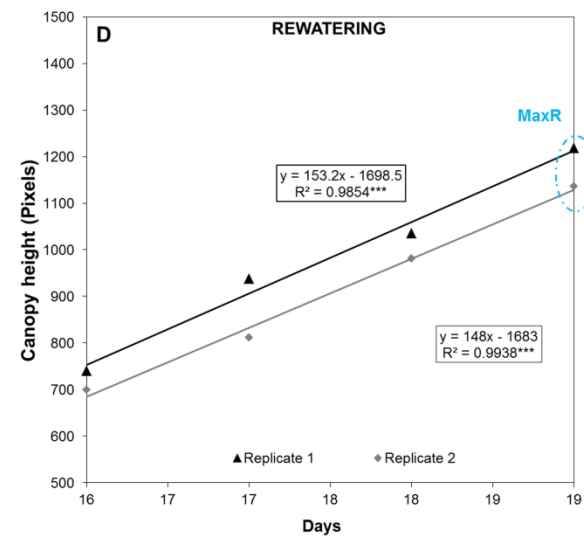 D
REWATERING
1500
1400
1300
1200
1100
1000
900
800
700
600
500
Canopy height (Pixels)
MaxR
y = 153.2x - 1698.5
R² = 0.9854***
y = 148x - 1683
R² = 0.9938***
Replicate 1 Replicate 2
16 17 17 18 18 19 19
Days